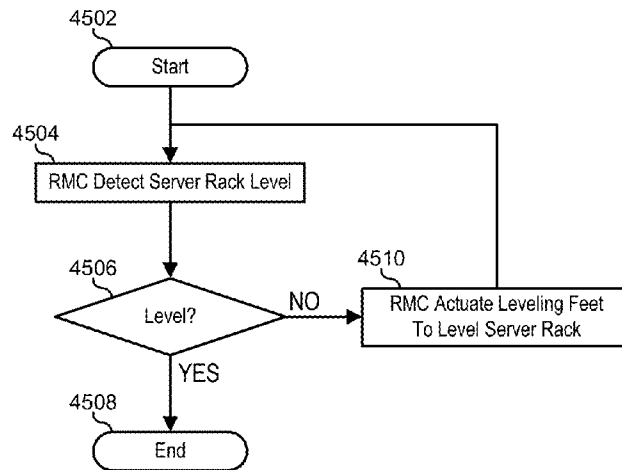 4502
Start
4504
RMC Detect Server Rack Level
4506
Level?
NO
4510
RMC Actuate Leveling Feet
To Level Server Rack
YES
4508
End